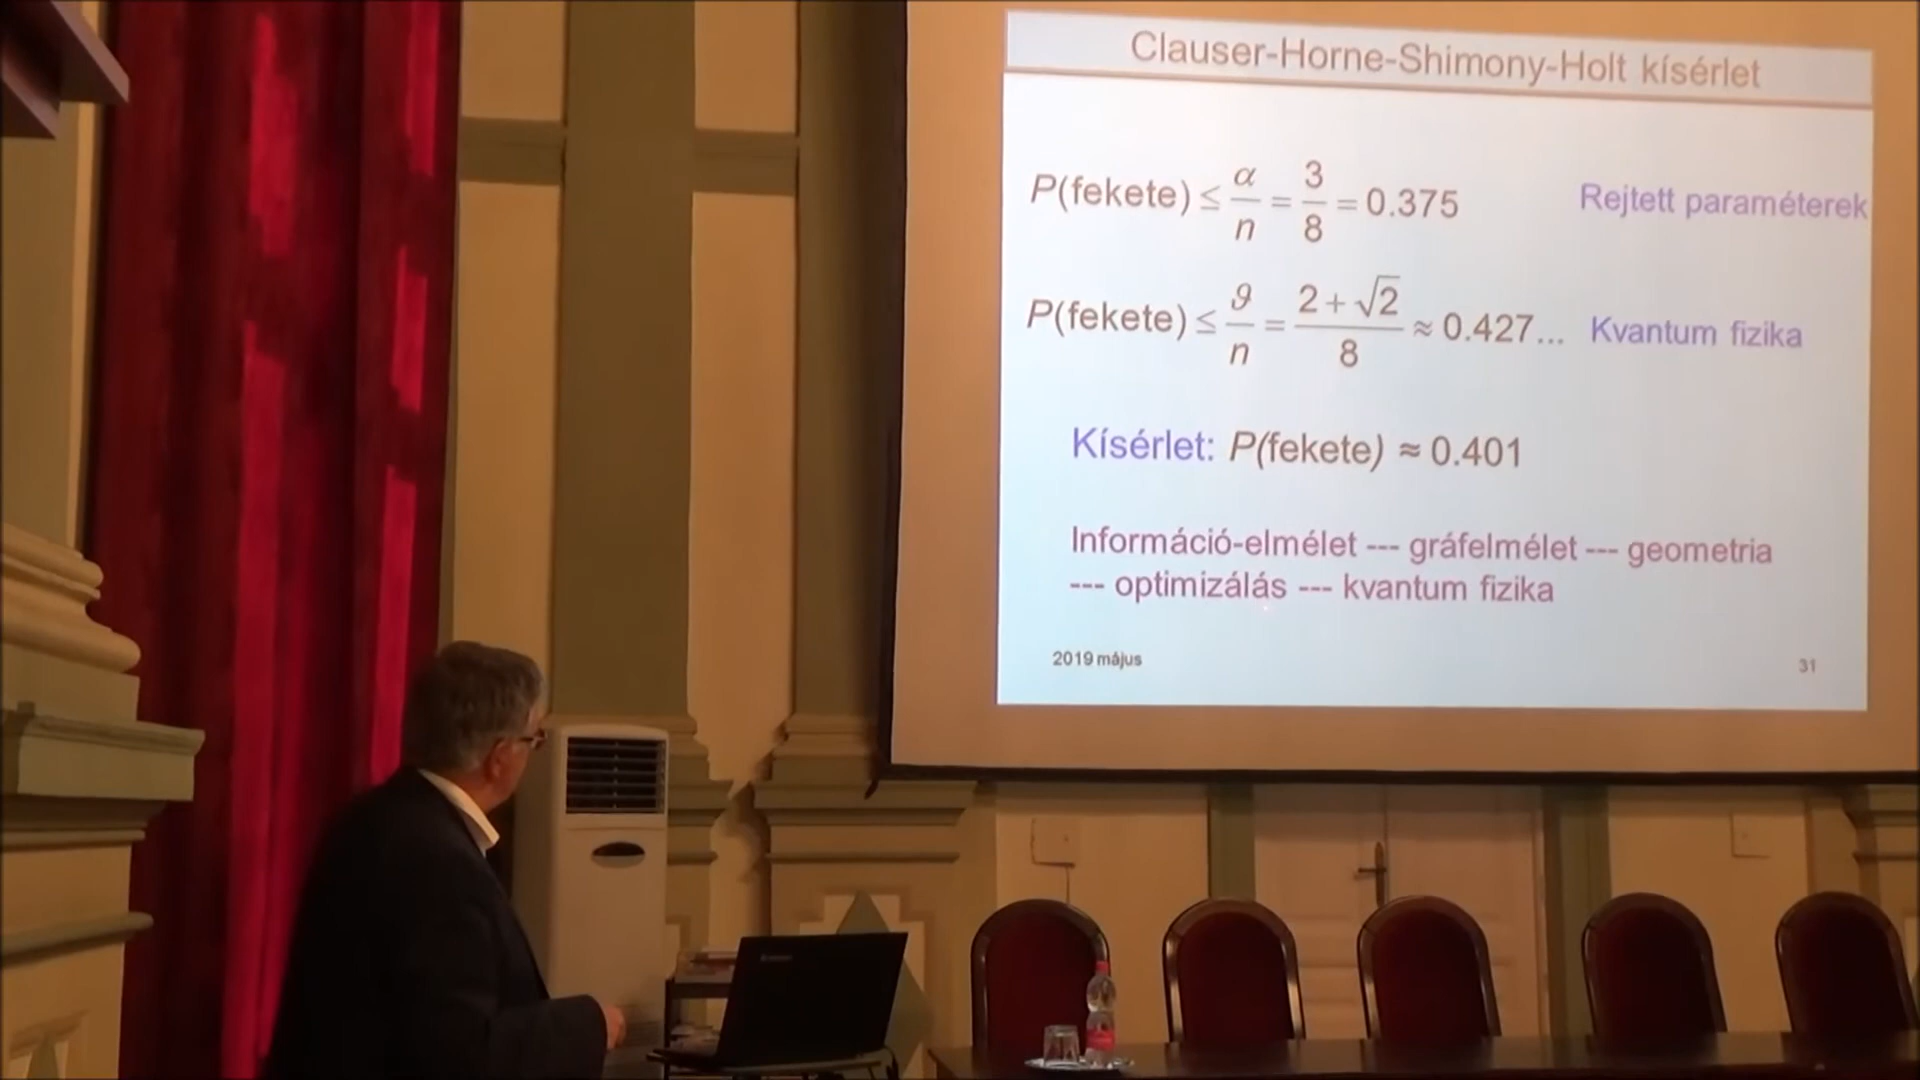 Clauser-Horne-Shimony-Holt kísérlet
P(fekete) ≤ α/n = 3/8 = 0.375 Rejtett paraméterek
P(fekete) ≤ ϑ/n = (2 + √2)/8 ≈ 0.427... Kvantum fizika
Kísérlet: P(fekete) ≈ 0.401
Információ-elmélet --- gráfelmélet --- geometria
--- optimizálás --- kvantum fizika
2019 május 31